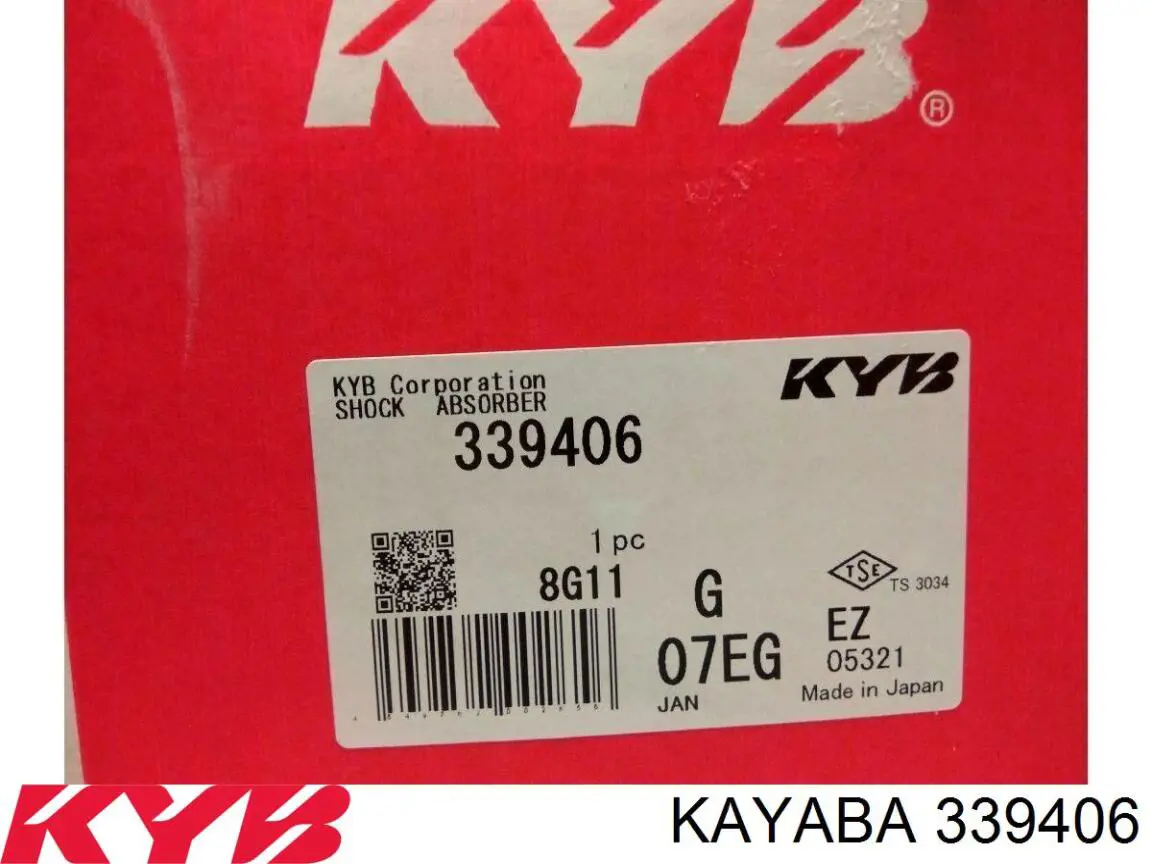 KYB®
KYB Corporation
SHOCK ABSORBER
KYB
339406
1 pc
8G11
G
TSE
TS 3034
07EG
EZ
05321
JAN
Made in Japan
KYB
KAYABA 339406